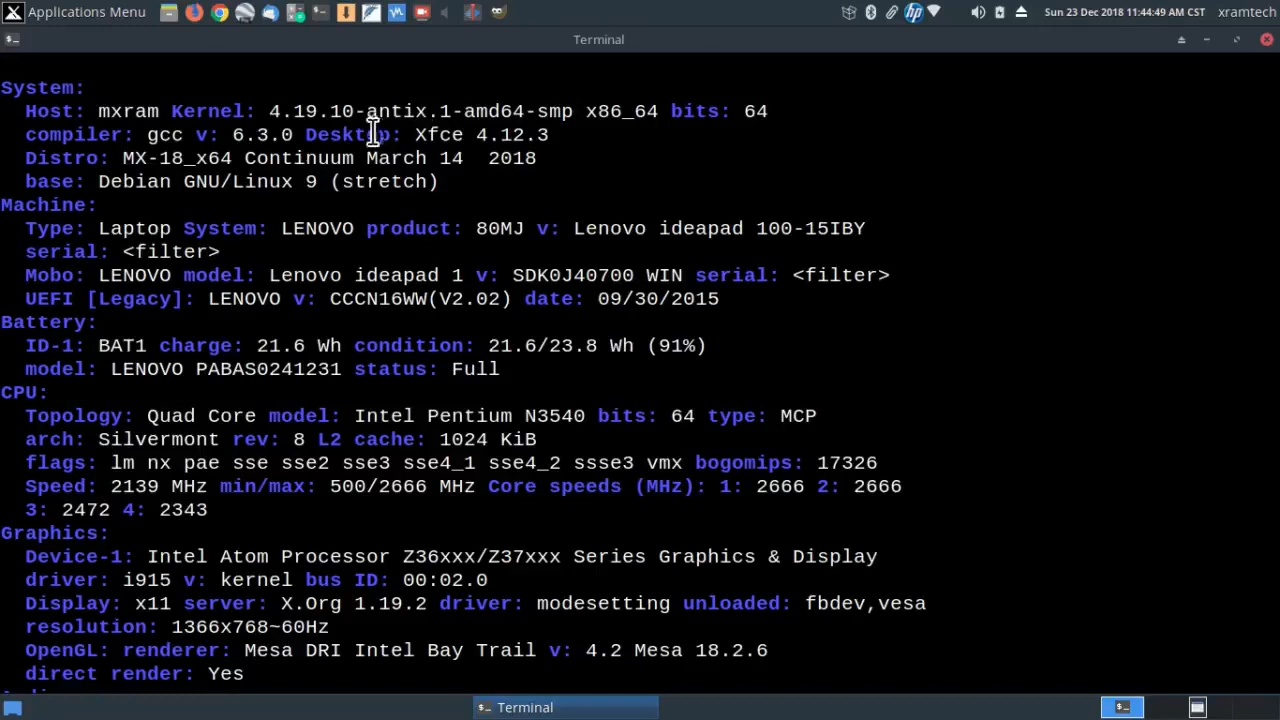 Applications Menu
Sun 23 Dec 2018 11:44:49 AM CST
xramtech
Terminal
System:
Host: mxram Kernel: 4.19.10-antix.1-amd64-smp x86_64 bits: 64
compiler: gcc v: 6.3.0 Desktop: Xfce 4.12.3
Distro: MX-18_x64 Continuum March 14  2018
base: Debian GNU/Linux 9 (stretch)
Machine:
Type: Laptop System: LENOVO product: 80MJ v: Lenovo ideapad 100-15IBY
serial: <filter>
Mobo: LENOVO model: Lenovo ideapad 1 v: SDK0J40700 WIN serial: <filter>
UEFI [Legacy]: LENOVO v: CCCN16WW(V2.02) date: 09/30/2015
Battery:
ID-1: BAT1 charge: 21.6 Wh condition: 21.6/23.8 Wh (91%)
model: LENOVO PABAS0241231 status: Full
CPU:
Topology: Quad Core model: Intel Pentium N3540 bits: 64 type: MCP
arch: Silvermont rev: 8 L2 cache: 1024 KiB
flags: lm nx pae sse sse2 sse3 sse4_1 sse4_2 ssse3 vmx bogomips: 17326
Speed: 2139 MHz min/max: 500/2666 MHz Core speeds (MHz): 1: 2666 2: 2666
3: 2472 4: 2343
Graphics:
Device-1: Intel Atom Processor Z36xxx/Z37xxx Series Graphics & Display
driver: i915 v: kernel bus ID: 00:02.0
Display: x11 server: X.Org 1.19.2 driver: modesetting unloaded: fbdev,vesa
resolution: 1366x768~60Hz
OpenGL: renderer: Mesa DRI Intel Bay Trail v: 4.2 Mesa 18.2.6
direct render: Yes
Terminal